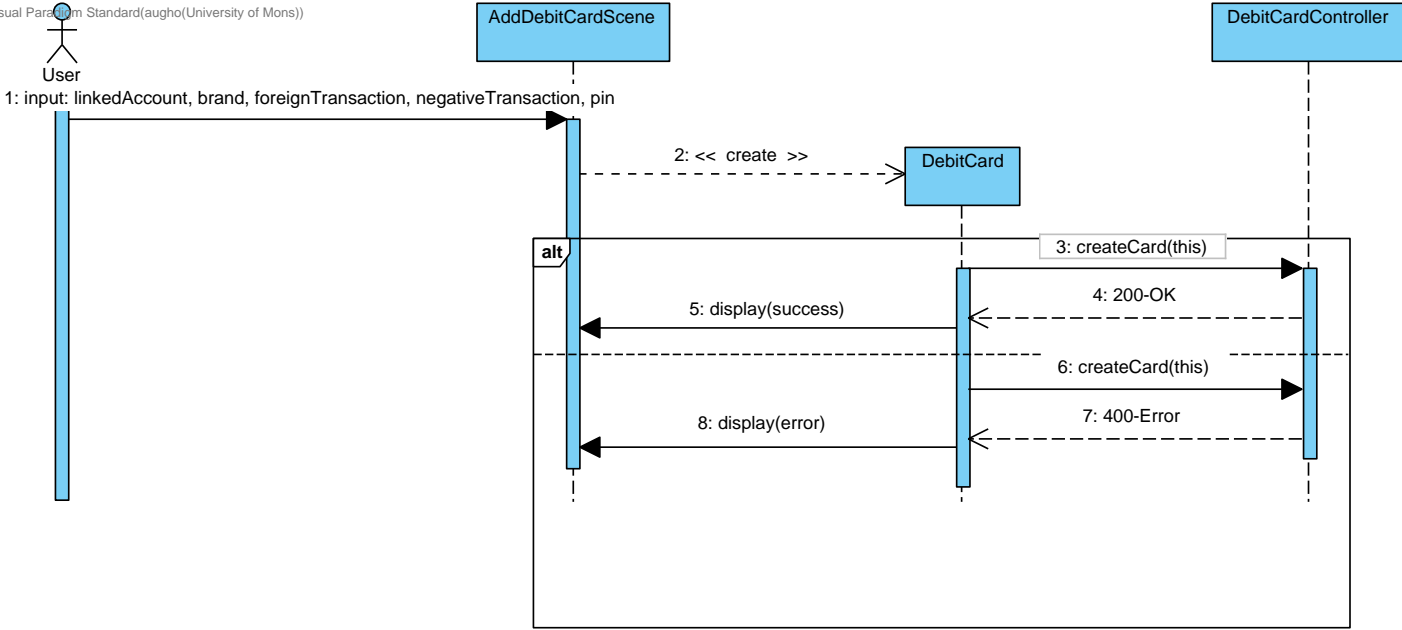 sual Paradigm Standard(augho(University of Mons))
AddDebitCardScene
DebitCardController
User
1: input: linkedAccount, brand, foreignTransaction, negativeTransaction, pin
2: << create >>
DebitCard
alt
3: createCard(this)
4: 200-OK
5: display(success)
6: createCard(this)
7: 400-Error
8: display(error)